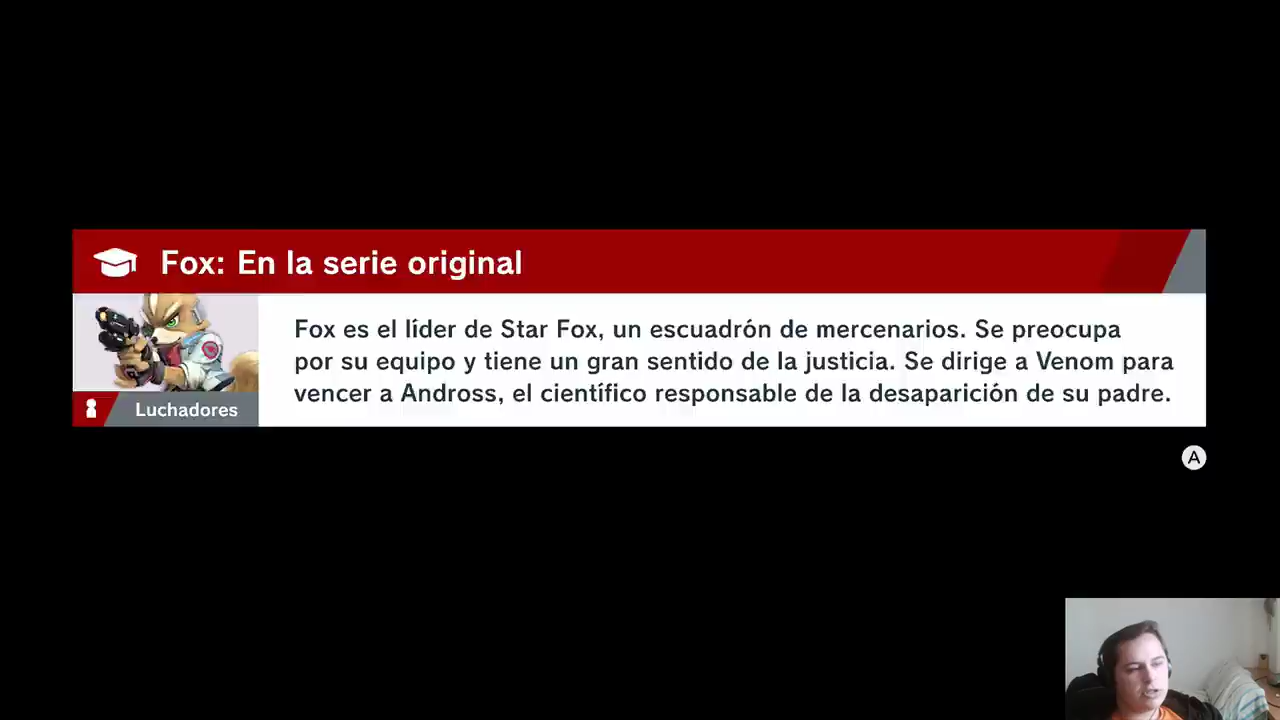 Fox: En la serie original
Fox es el líder de Star Fox, un escuadrón de mercenarios. Se preocupa
por su equipo y tiene un gran sentido de la justicia. Se dirige a Venom para
vencer a Andross, el científico responsable de la desaparición de su padre.
Luchadores
A